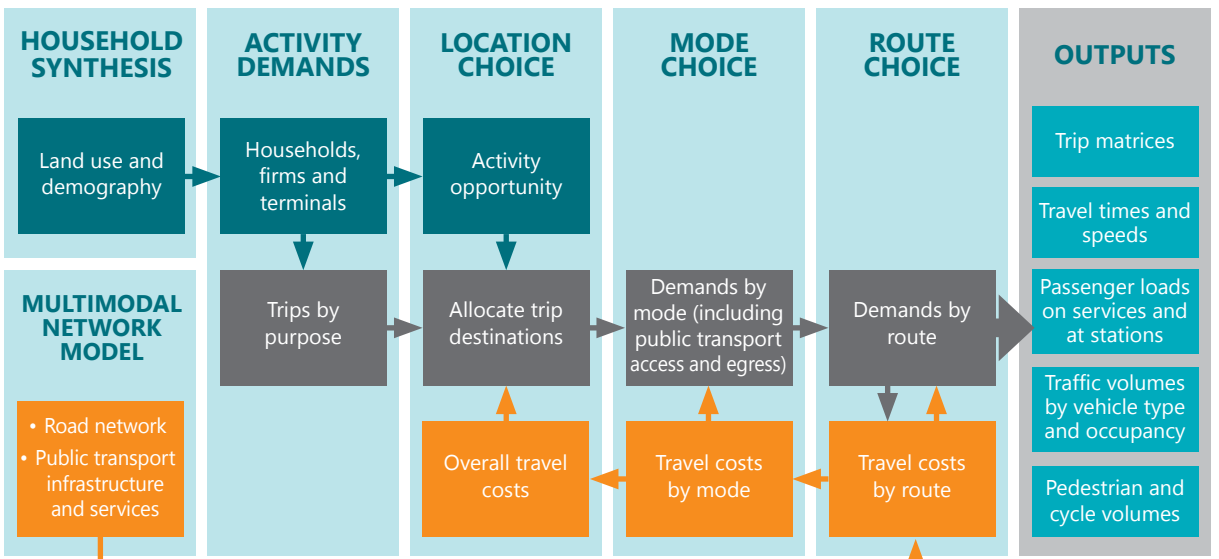 HOUSEHOLD
SYNTHESIS
Land use and
demography
MULTIMODAL
NETWORK
MODEL
• Road network
• Public transport
infrastructure
and services
ACTIVITY
DEMANDS
Households,
firms and
terminals
Trips by
purpose
LOCATION
CHOICE
Activity
opportunity
Allocate trip
destinations
Overall travel
costs
MODE
CHOICE
Demands by
mode (including
public transport
access and egress)
Travel costs
by mode
ROUTE
CHOICE
Demands by
route
Travel costs
by route
OUTPUTS
Trip matrices
Travel times and
speeds
Passenger loads
on services and
at stations
Traffic volumes
by vehicle type
and occupancy
Pedestrian and
cycle volumes